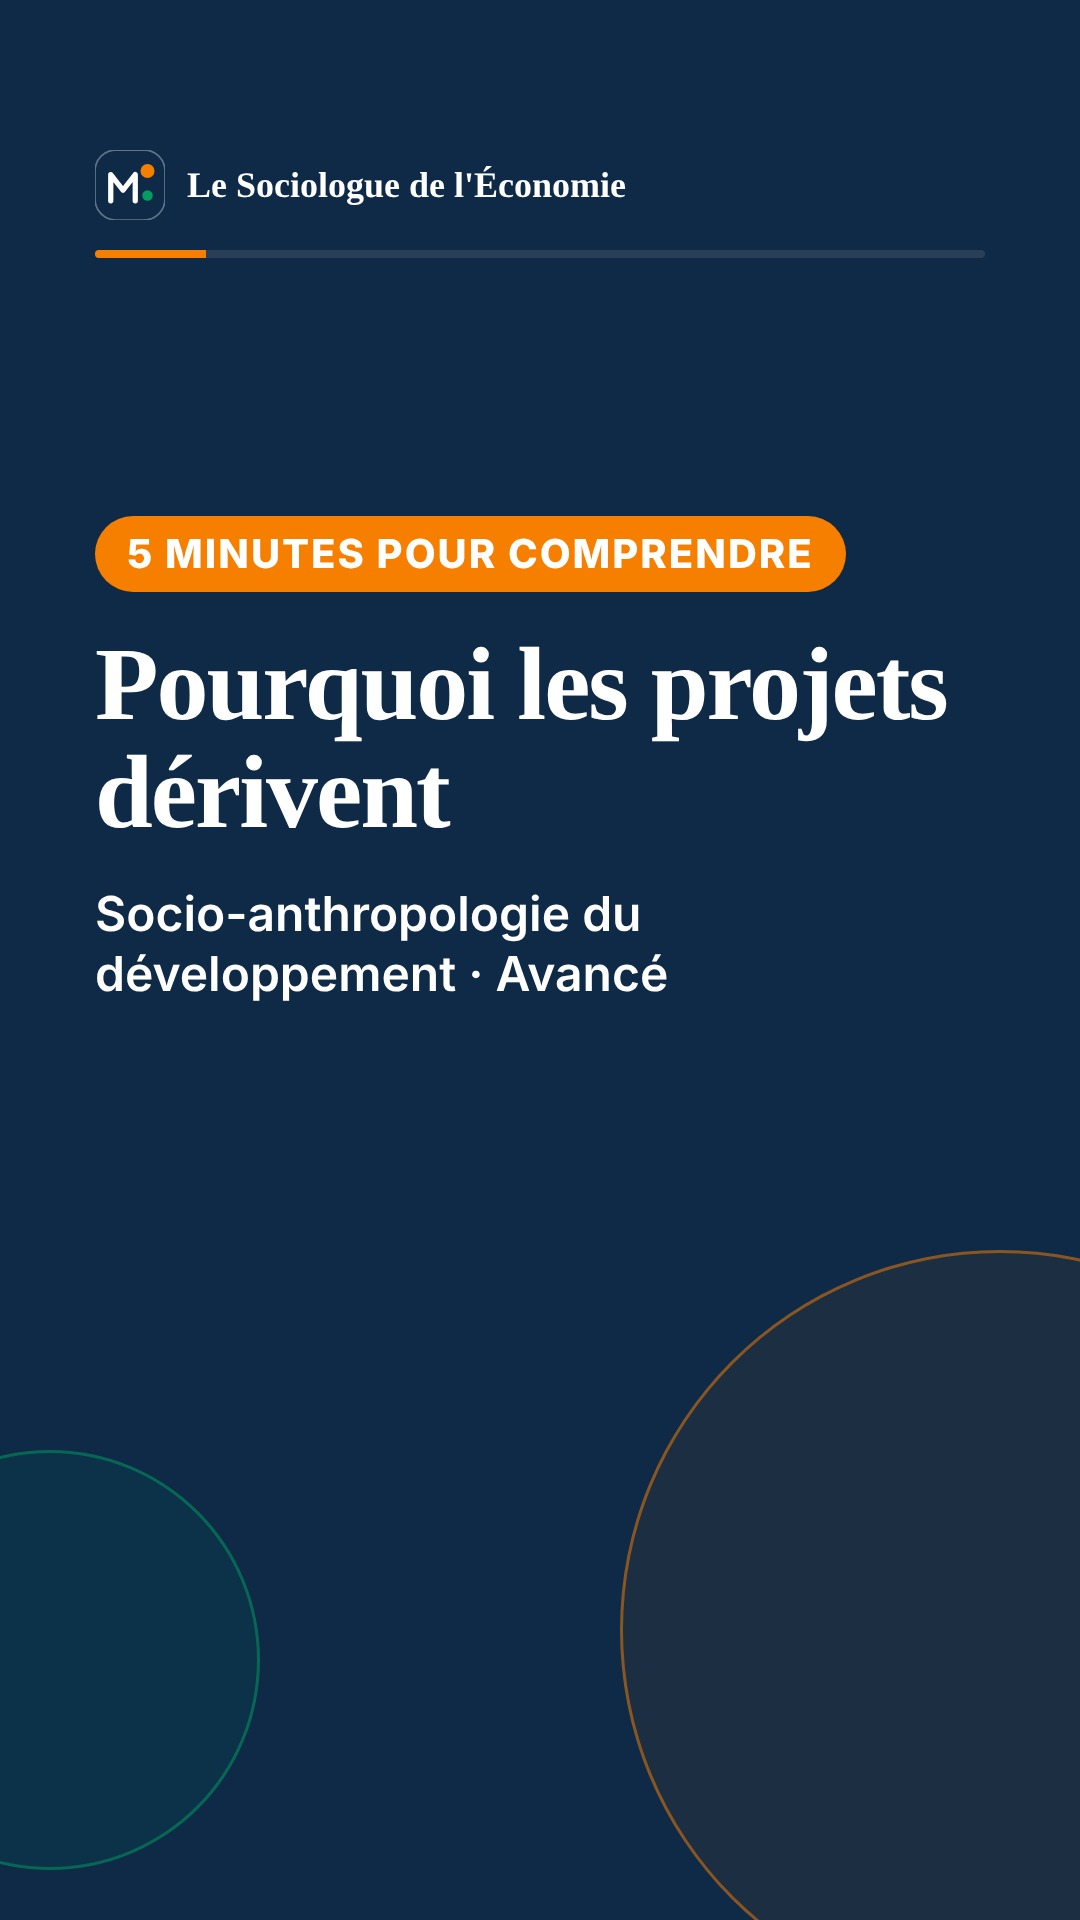 M
Le Sociologue de l'Économie
5 MINUTES POUR COMPRENDRE
Pourquoi les projets
dérivent
Socio-anthropologie du
développement · Avancé